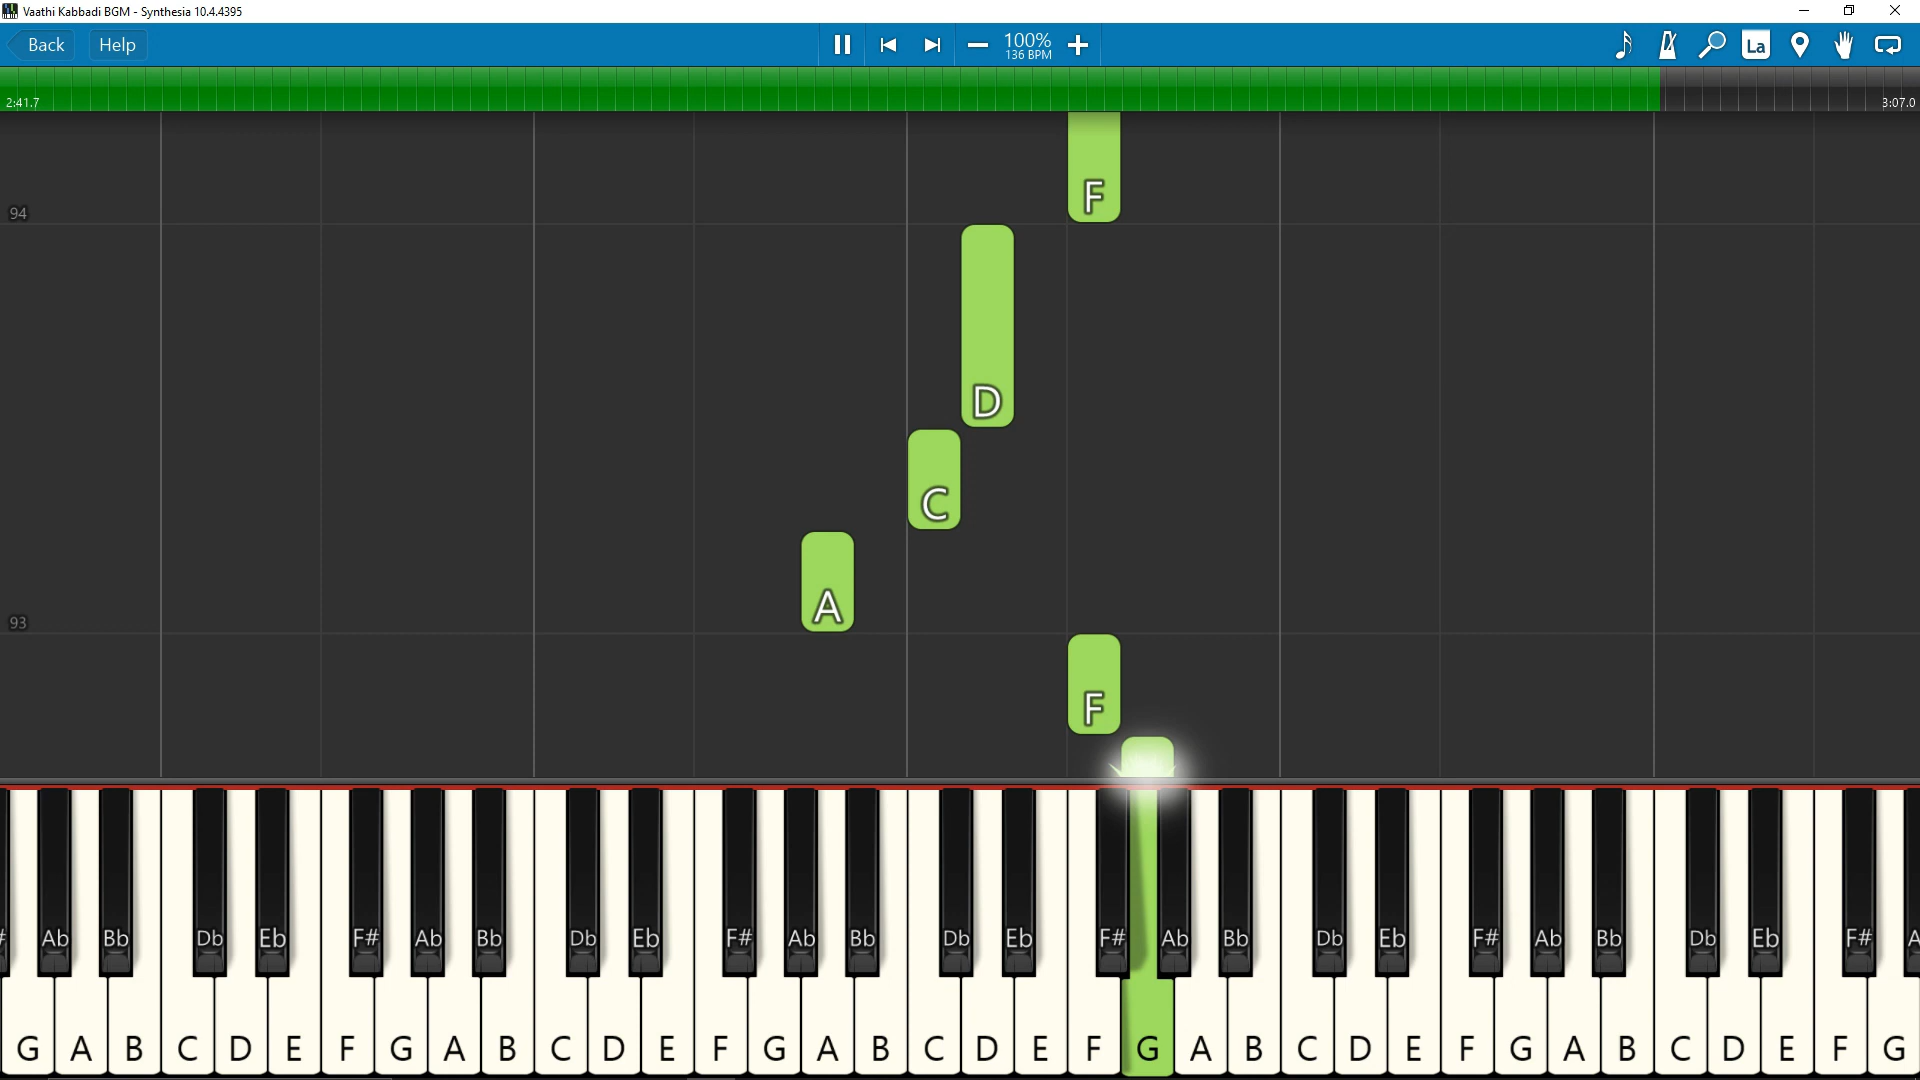 Vaathi Kabbadi BGM - Synthesia 10.4.4395
Back Help 100% La
136 BPM
2:41.7 3:07.0
F
94
D
C
A
93
F
# Ab Bb Db Eb F# Ab Bb Db Eb F# Ab Bb Db Eb F# Ab Bb Db Eb F# Ab Bb Db Eb F# A
G A B C D E F G A B C D E F G A B C D E F G A B C D E F G A B C D E F G